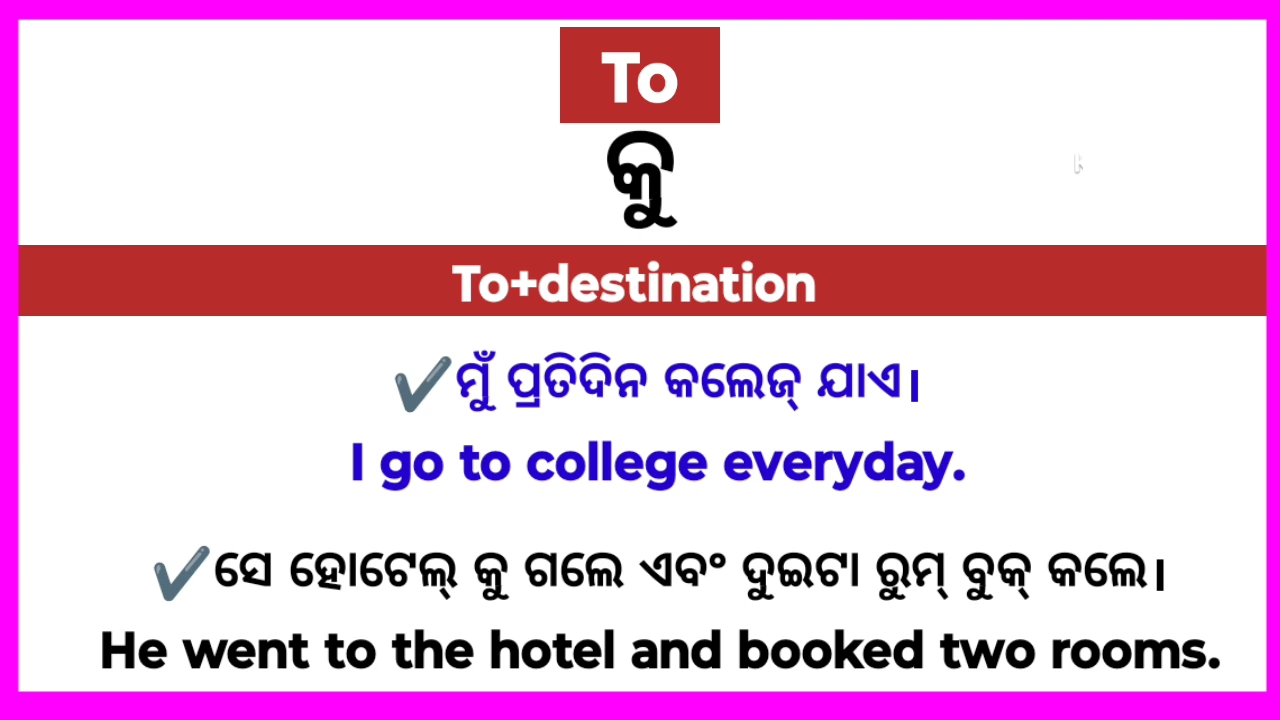 To
କୁ
To+destination
✔️ମୁଁ ପ୍ରତିଦିନ କଲେଜ୍ ଯାଏ।
I go to college everyday.
✔️ସେ ହୋଟେଲ୍ କୁ ଗଲେ ଏବଂ ଦୁଇଟା ରୁମ୍ ବୁକ୍ କଲେ।
He went to the hotel and booked two rooms.